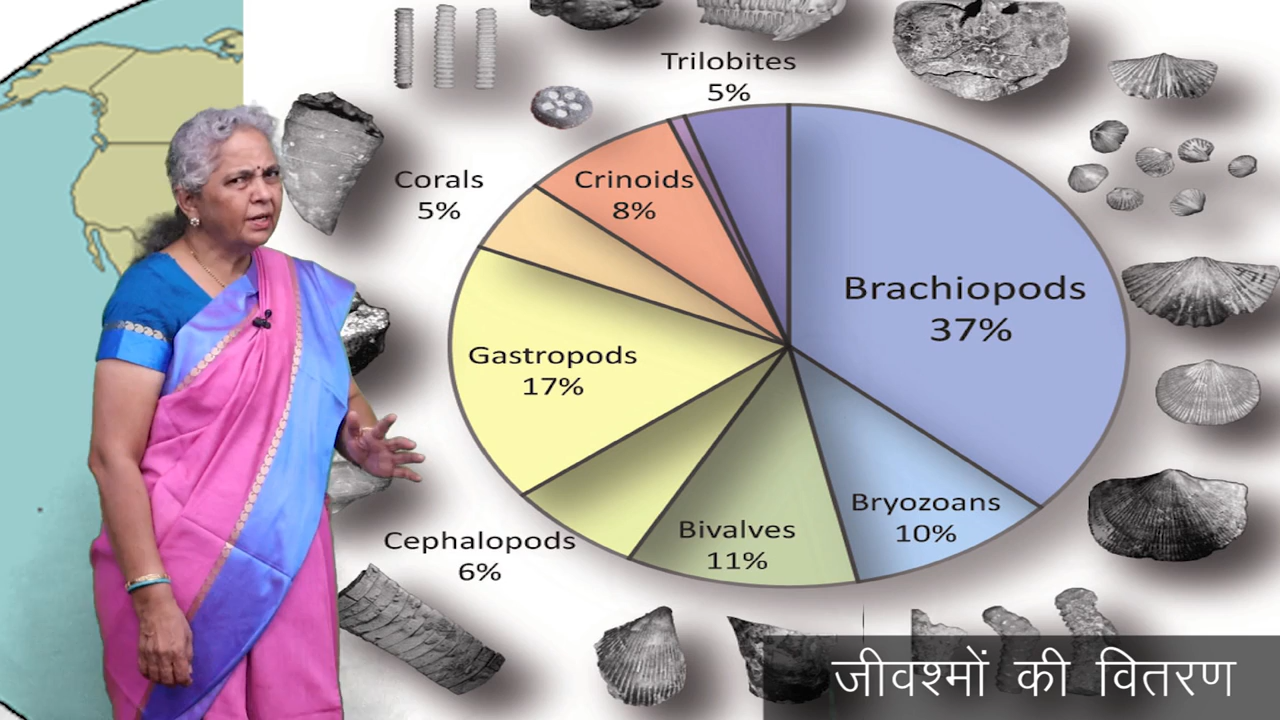 Trilobites
5%
Corals
5%
Crinoids
8%
Brachiopods
37%
Gastropods
17%
Bryozoans
10%
Bivalves
11%
Cephalopods
6%
जीवश्मों की वितरण